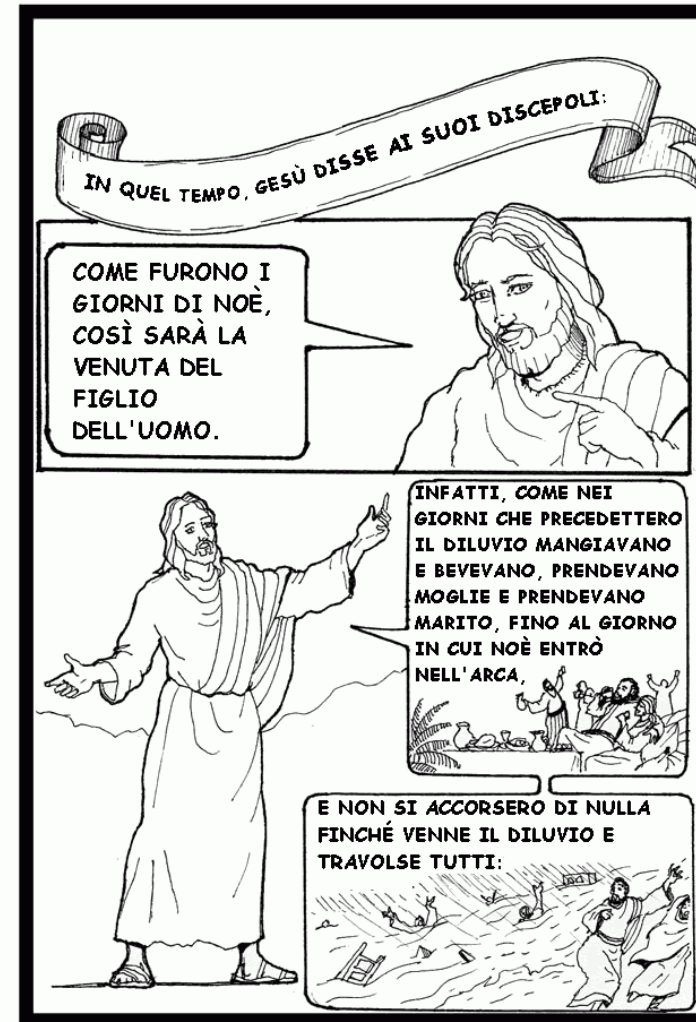 IN QUEL TEMPO, GESÙ DISSE AI SUOI DISCEPOLI:
COME FURONO I
GIORNI DI NOÈ,
COSÌ SARÀ LA
VENUTA DEL
FIGLIO
DELL'UOMO.
INFATTI, COME NEI
GIORNI CHE PRECEDETTERO
IL DILUVIO MANGIAVANO
E BEVEVANO, PRENDEVANO
MOGLIE E PRENDEVANO
MARITO, FINO AL GIORNO
IN CUI NOÈ ENTRÒ
NELL'ARCA,
E NON SI ACCORSERO DI NULLA
FINCHÉ VENNE IL DILUVIO E
TRAVOLSE TUTTI: